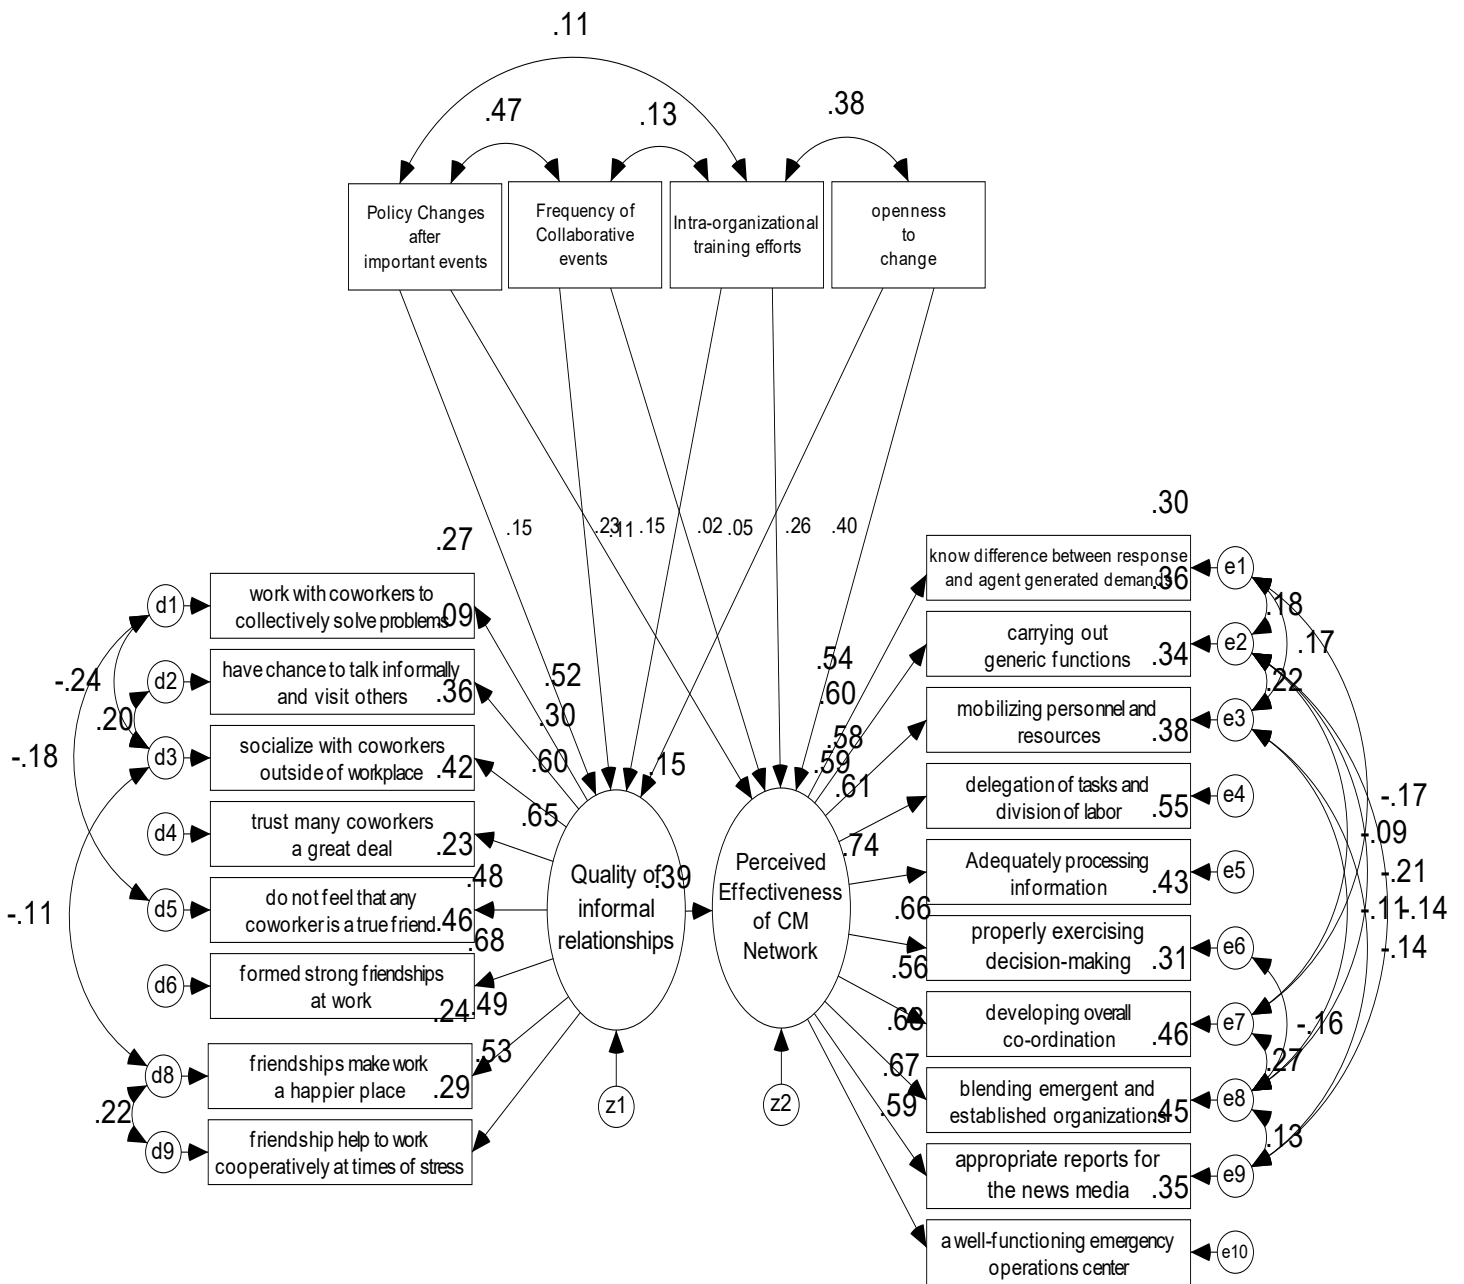 .11
.47
.13
.38
Policy Changes
after
important events
Frequency of
Collaborative
events
Intra-organizational
training efforts
openness
to
change
.15
.23
.11
.15
.02
.05
.26
.40
.27
d1
work with coworkers to
collectively solve problems
.09
d2
have chance to talk informally
and visit others
.36
d3
socialize with coworkers
outside of workplace
.42
d4
trust many coworkers
a great deal
.23
d5
do not feel that any
coworker is a true friend
.46
d6
formed strong friendships
at work
.24
d8
friendships make work
a happier place
.29
d9
friendship help to work
cooperatively at times of stress
-.24
.20
-.18
-.11
.22
.52
.30
.60
.65
.48
.68
.49
.53
.15
Quality of
informal
relationships
.39
Perceived
Effectiveness
of CM
Network
z1
z2
.54
.60
.58
.59
.61
.74
.66
.56
.68
.67
.59
.30
know difference between response
and agent generated demands
.36
e1
carrying out
generic functions
.34
e2
mobilizing personnel and
resources
.38
e3
delegation of tasks and
division of labor
.55
e4
Adequately processing
information
.43
e5
properly exercising
decision-making
.31
e6
developing overall
co-ordination
.46
e7
blending emergent and
established organizations
.45
e8
appropriate reports for
the news media
.35
e9
a well-functioning emergency
operations center
e10
.18
.17
.22
-.17
-.09
-.21
-.11
-.14
-.14
-.16
.27
.13